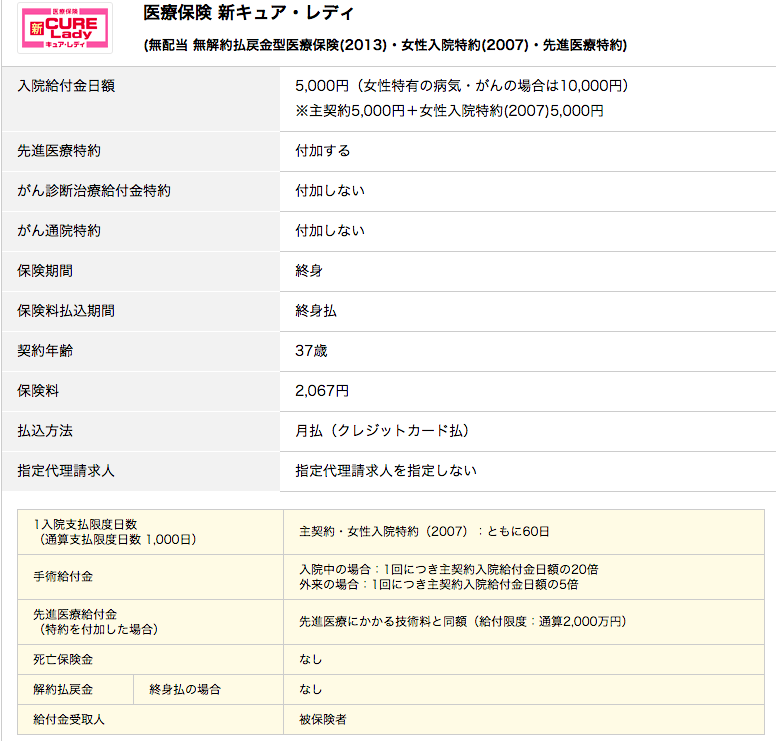 医療保険
新 CURE
Lady
キュア・レディ
医療保険 新キュア・レディ
(無配当 無解約払戻金型医療保険(2013)・女性入院特約(2007)・先進医療特約)
入院給付金日額
5,000円（女性特有の病気・がんの場合は10,000円）
※主契約5,000円＋女性入院特約(2007)5,000円
先進医療特約
付加する
がん診断治療給付金特約
付加しない
がん通院特約
付加しない
保険期間
終身
保険料払込期間
終身払
契約年齢
37歳
保険料
2,067円
払込方法
月払（クレジットカード払）
指定代理請求人
指定代理請求人を指定しない
1入院支払限度日数
（通算支払限度日数 1,000日）
主契約・女性入院特約（2007）：ともに60日
手術給付金
入院中の場合：1回につき主契約入院給付金日額の20倍
外来の場合：1回につき主契約入院給付金日額の5倍
先進医療給付金
（特約を付加した場合）
先進医療にかかる技術料と同額（給付限度：通算2,000万円）
死亡保険金
なし
解約払戻金
終身払の場合
なし
給付金受取人
被保険者